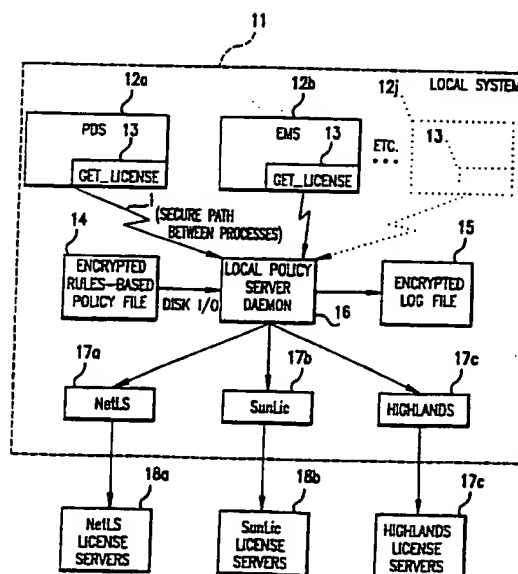 11
12a
12b
12j
LOCAL SYSTEM
PDS
13
GET_LICENSE
EMS
13
GET_LICENSE
ETC.
13
1
(SECURE PATH
BETWEEN PROCESSES)
14
15
ENCRYPTED
RULES-BASED
POLICY FILE
DISK I/O
LOCAL POLICY
SERVER
DAEMON
ENCRYPTED
LOG FILE
16
17a
17b
17c
NetLS
SunLic
HIGHLANDS
18a
18b
17c
NetLS
LICENSE
SERVERS
SunLic
LICENSE
SERVERS
HIGHLANDS
LICENSE
SERVERS